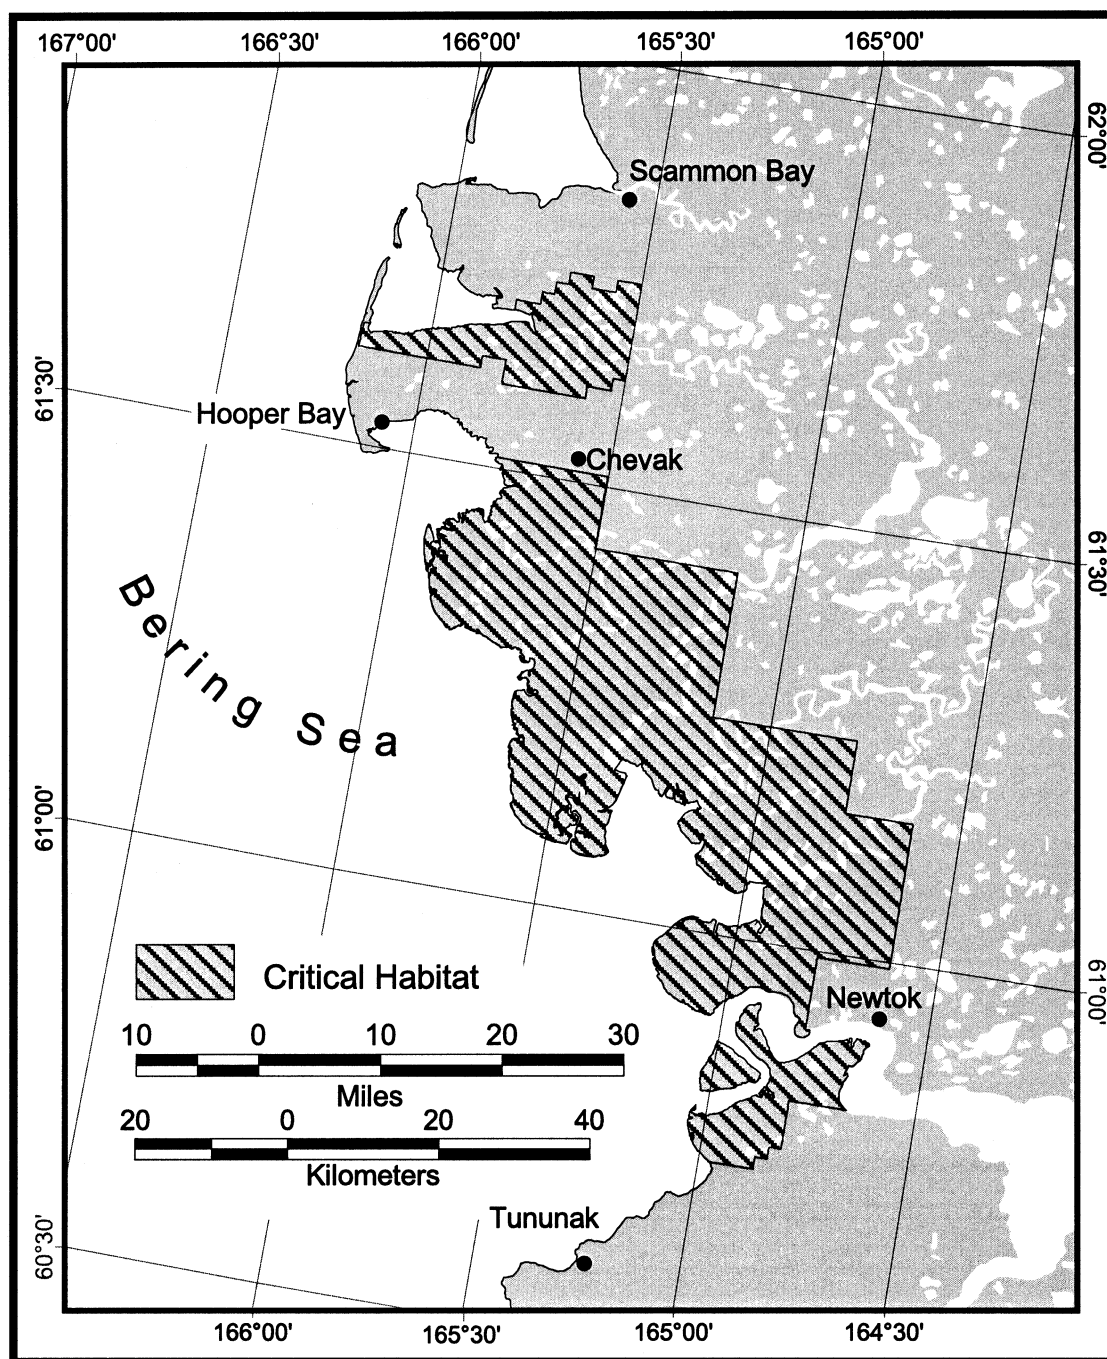 167°00'
166°30'
166°00'
165°30'
165°00'
62°00'
Scammon Bay
61°30'
Hooper Bay
Chevak
61°30'
Bering Sea
61°00'
Critical Habitat
Newtok
61°00'
10 0 10 20 30
Miles
20 0 20 40
Kilometers
Tununak
60°30'
166°00'
165°30'
165°00'
164°30'